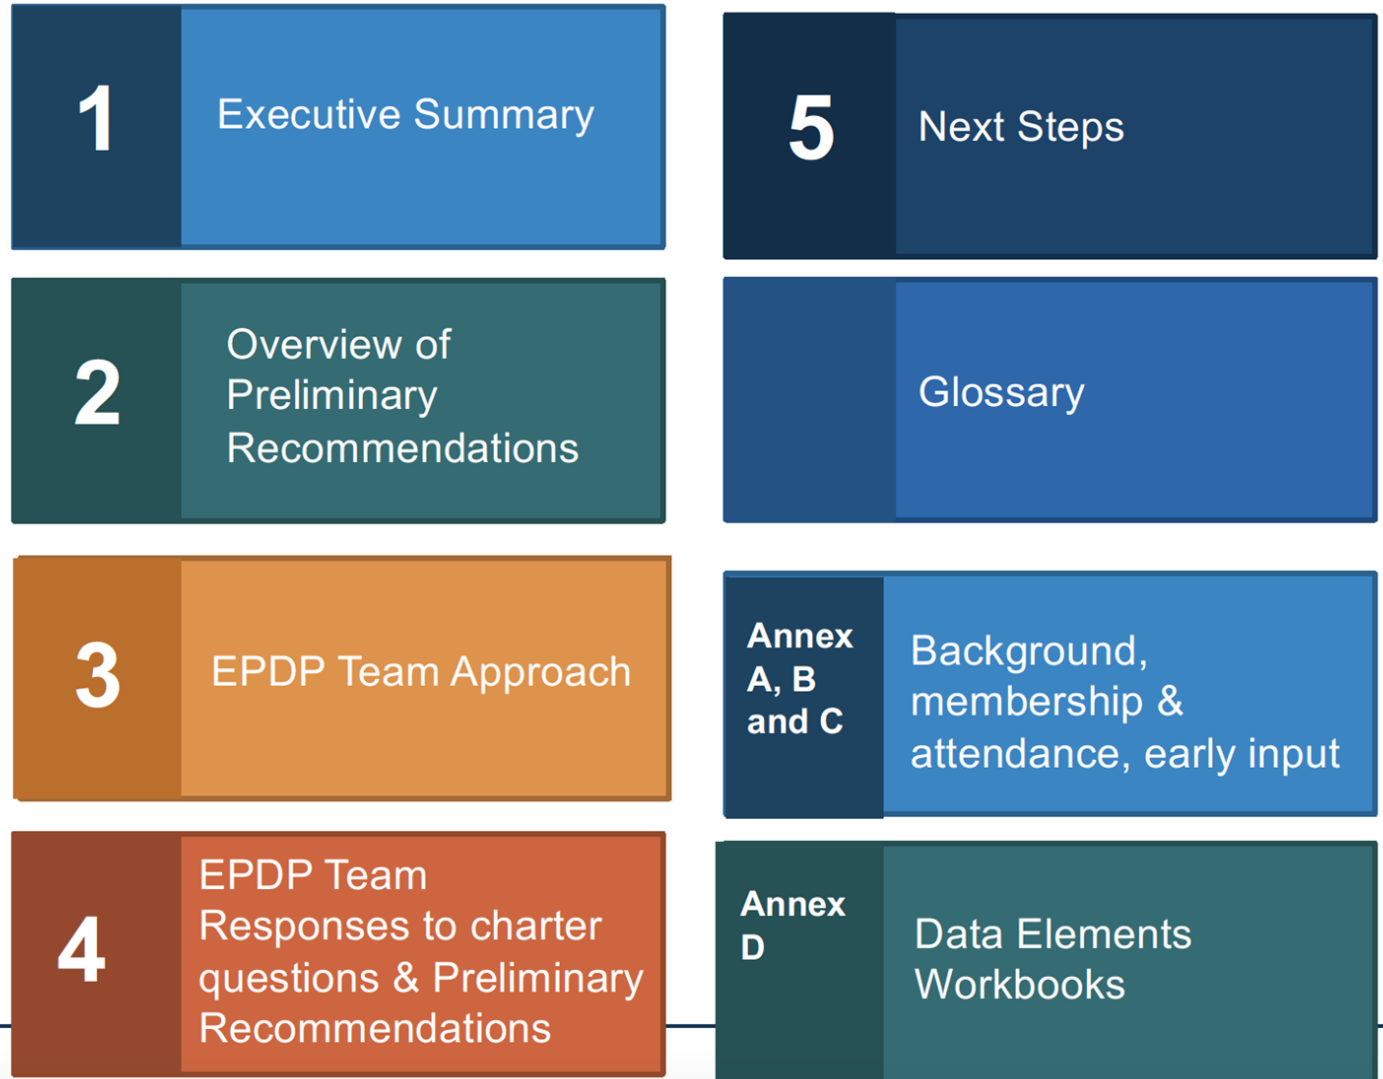 1
Executive Summary
2
Overview of
Preliminary
Recommendations
3
EPDP Team Approach
4
EPDP Team
Responses to charter
questions & Preliminary
Recommendations
5
Next Steps
Glossary
Annex
A, B
and C
Background,
membership &
attendance, early input
Annex
D
Data Elements
Workbooks